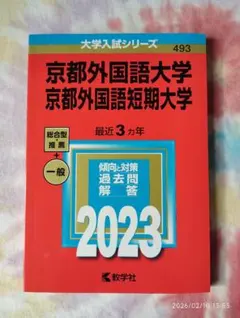 大学入試シリーズ
493
京都外国語大学
京都外国語短期大学
最近3カ年
総合型
推薦
+
一般
傾向と対策
過去問
解答
2023
教学社
2026/02/19 15:55